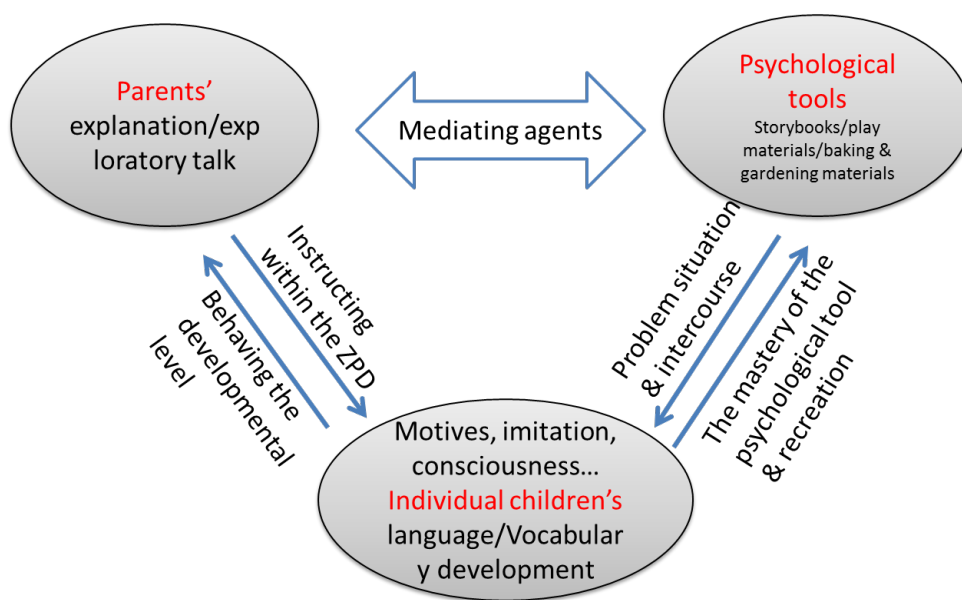 Parents’
explanation/exp
loratory talk
Mediating agents
Psychological
tools
Storybooks/play
materials/baking &
gardening materials
Instructing
within the ZPD
Behaving the
developmental
level
Problem situation
& intercourse
The mastery of the
psychological tool
& recreation
Motives, imitation,
consciousness...
Individual children’s
language/Vocabular
y development